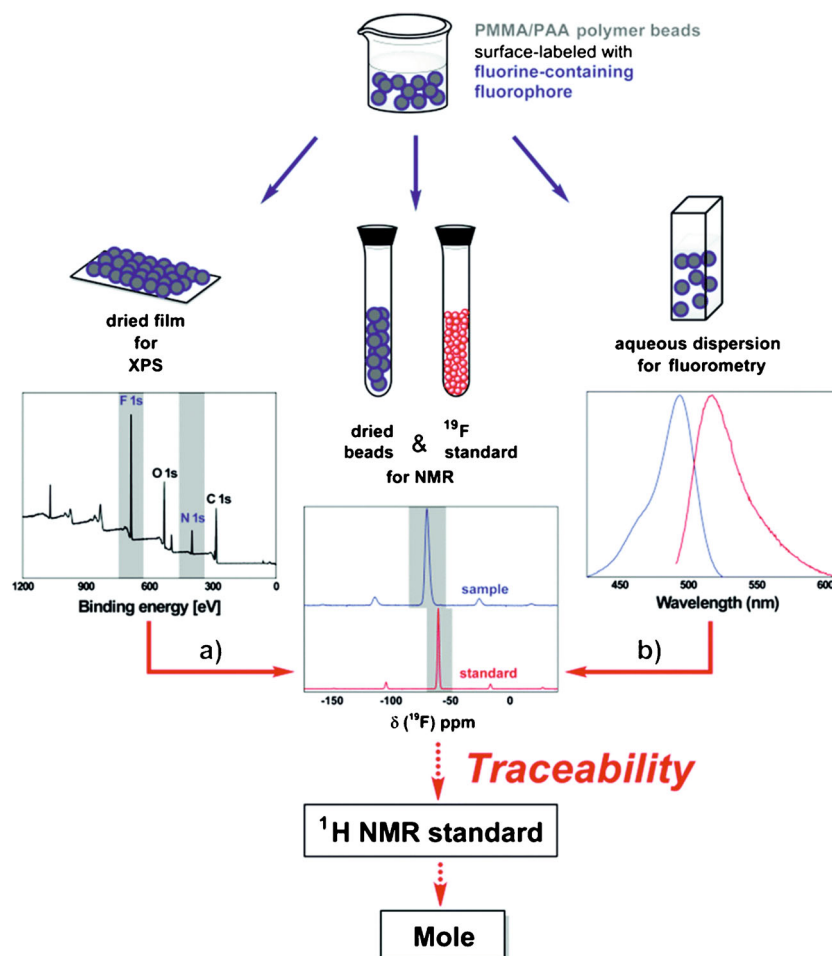 PMMA/PAA polymer beads
surface-labeled with
fluorine-containing
fluorophore
dried film
for
XPS
aqueous dispersion
for fluorometry
dried & ¹⁹F
beads standard
for NMR
F 1s
O 1s
N 1s
C 1s
1200 900 600 300 0
Binding energy [eV]
450 500 550 600
Wavelength (nm)
a)
b)
sample
standard
-150 -100 -50 0
δ (¹⁹F) ppm
Traceability
¹H NMR standard
Mole